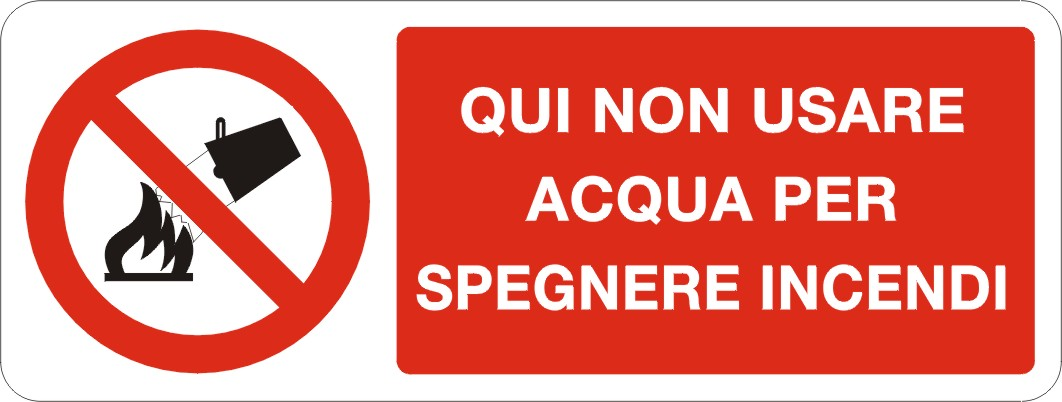 QUI NON USARE
ACQUA PER
SPEGNERE INCENDI